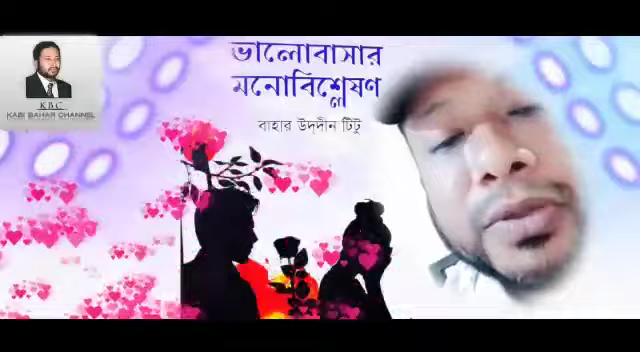 ভালোবাসার
মনোবিশ্লেষণ
বাহার উদ্দীন টিটু
KBC
KABI BAHAR CHANNEL